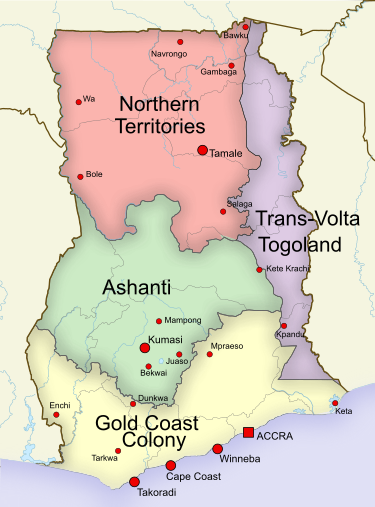 Bawku
Navrongo
Gambaga
Wa
Northern
Territories
Tamale
Bole
Salaga
Trans-Volta
Togoland
Kete Krachi
Ashanti
Mampong
Kumasi
Mpraeso
Kpandu
Juaso
Bekwai
Dunkwa
Enchi
Keta
Gold Coast
Colony
ACCRA
Tarkwa
Winneba
Cape Coast
Takoradi